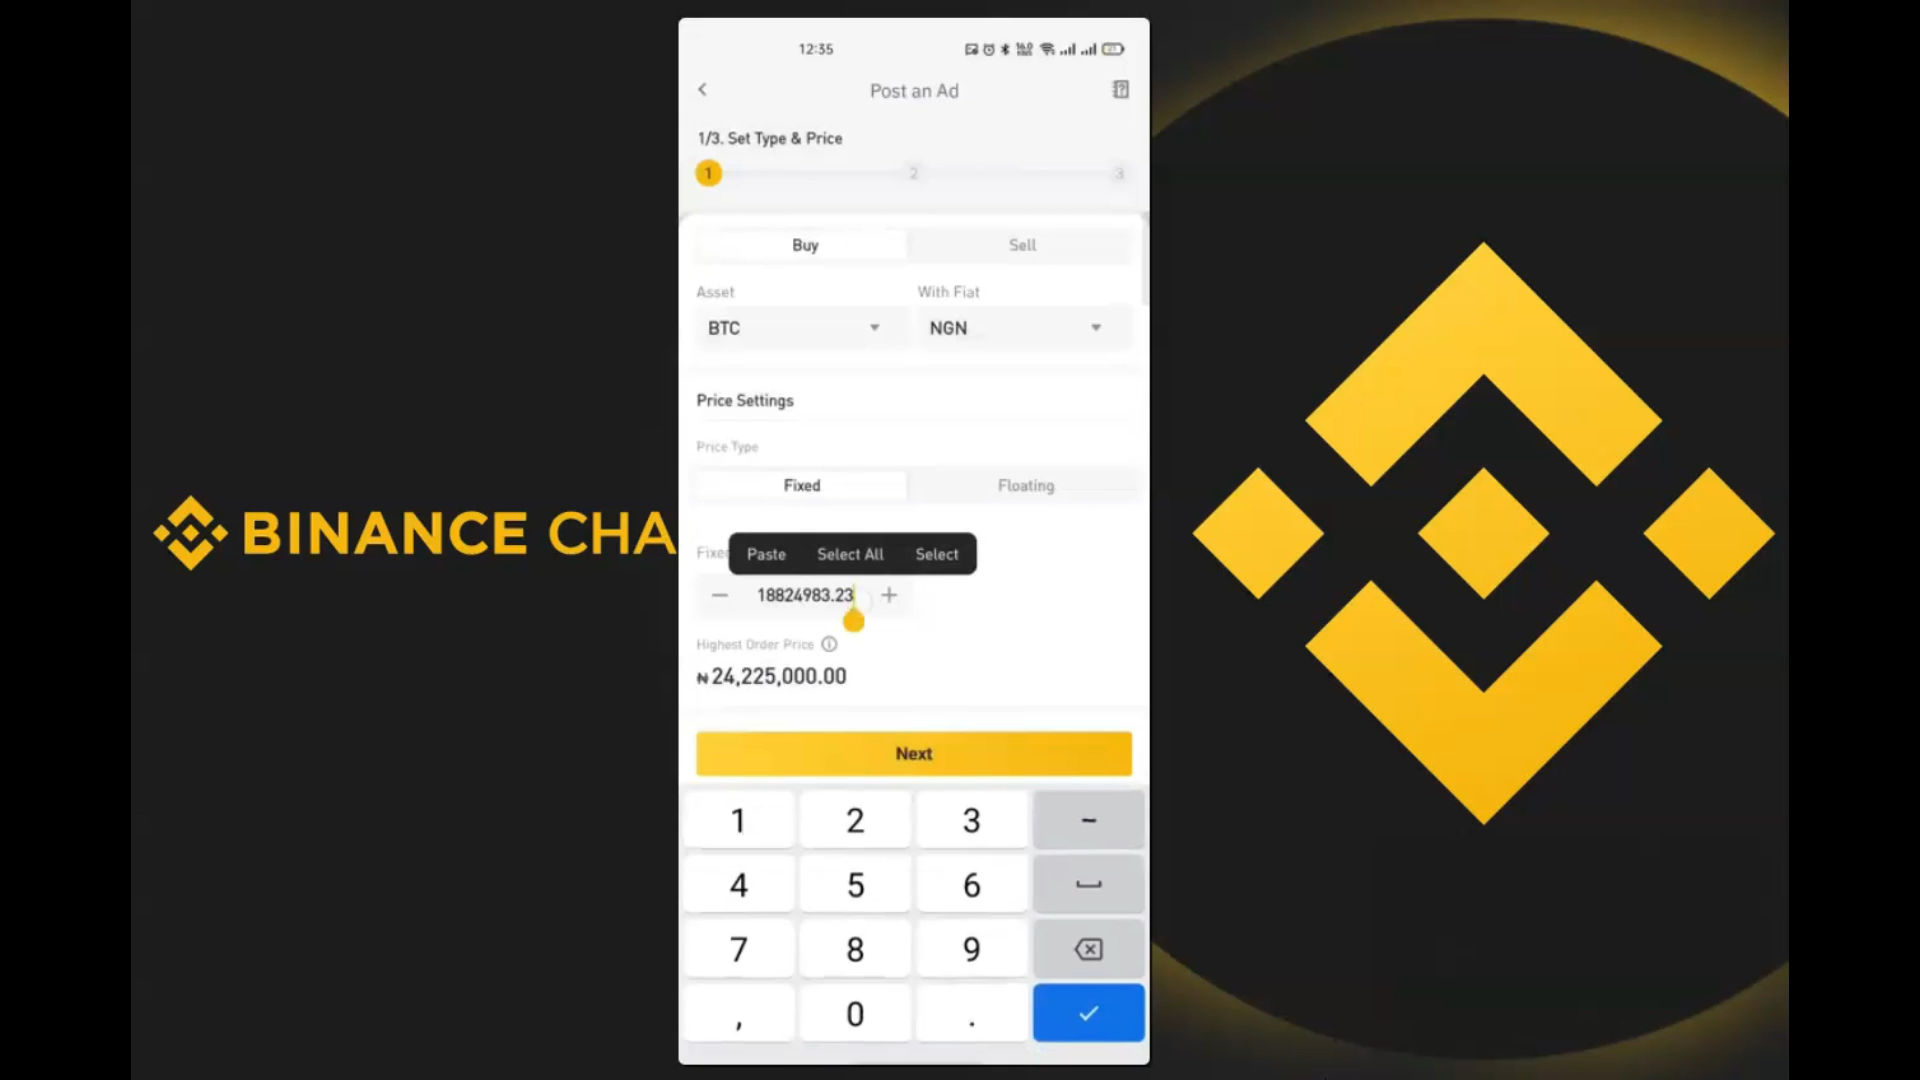 12:35
Post an Ad
1/3. Set Type & Price
1 2 3
Buy Sell
Asset With Fiat
BTC NGN
Price Settings
Price Type
Fixed Floating
Fixed
Paste Select All Select
− 18824983.23 +
Highest Order Price
₦24,225,000.00
Next
1 2 3 -
4 5 6
7 8 9
, 0 .
BINANCE CHA